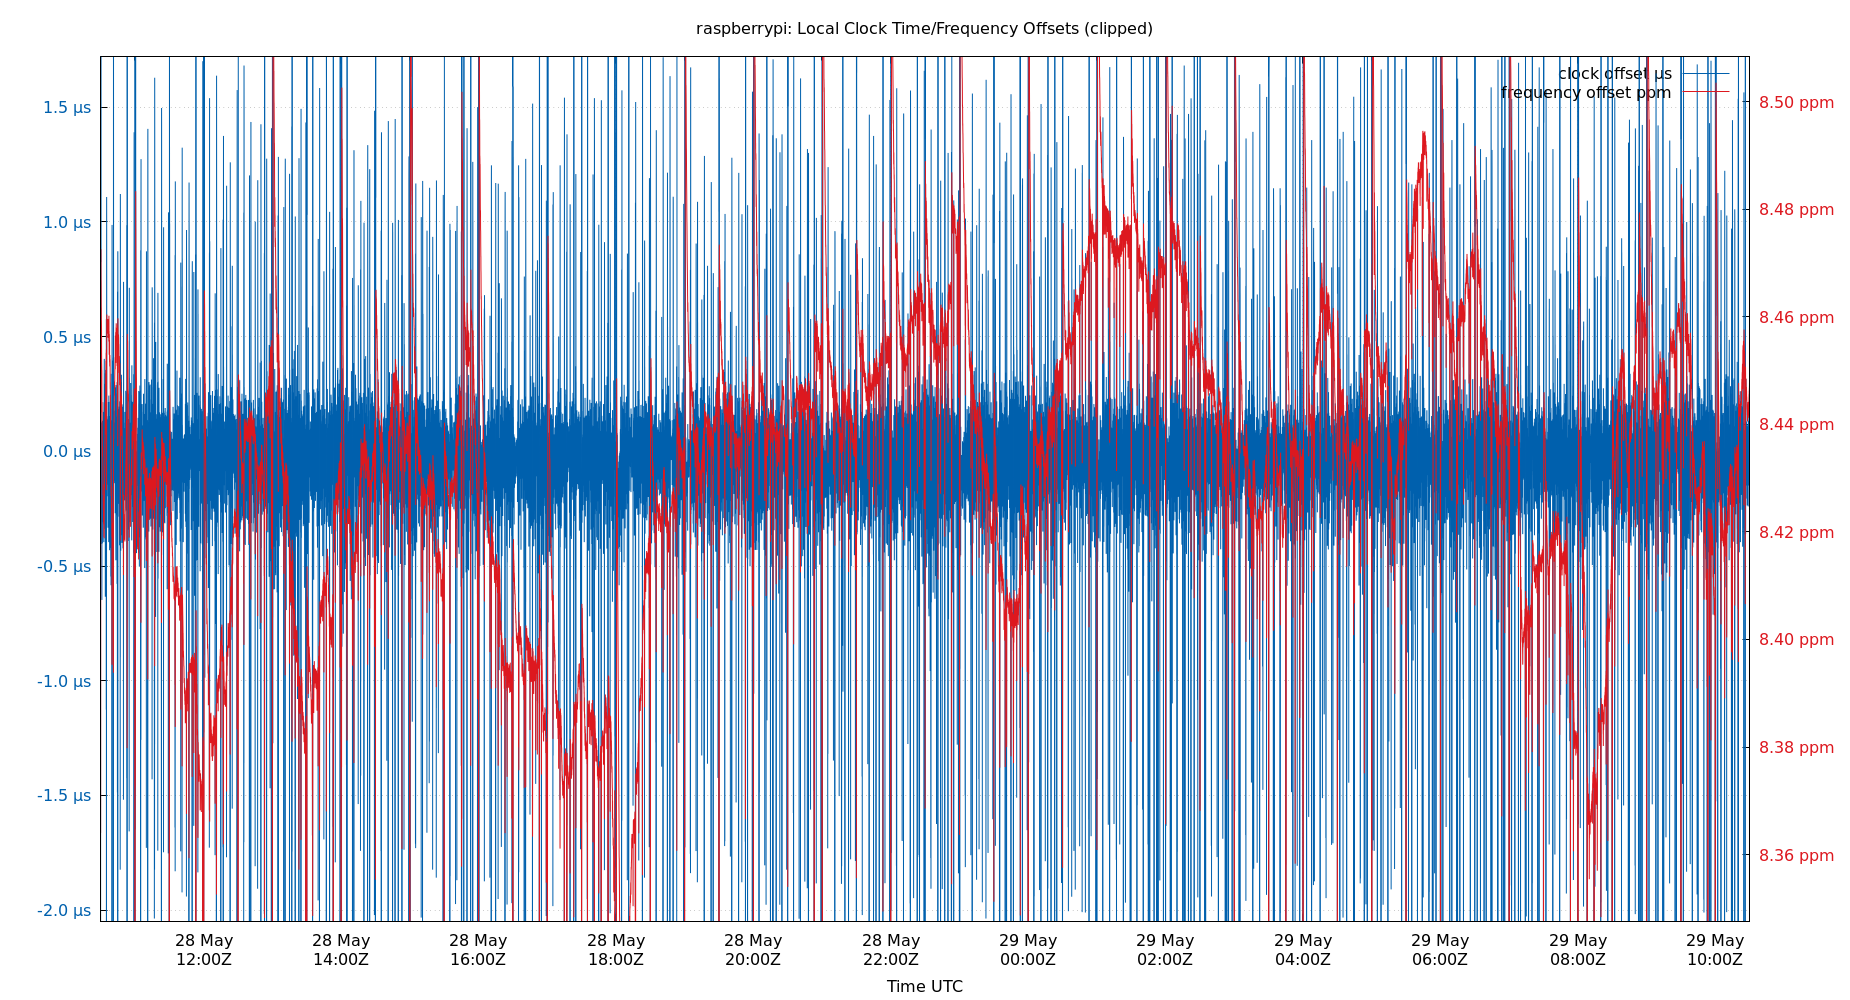 raspberrypi: Local Clock Time/Frequency Offsets (clipped)
clock offset µs
frequency offset ppm
1.5 µs
1.0 µs
0.5 µs
0.0 µs
-0.5 µs
-1.0 µs
-1.5 µs
-2.0 µs
8.50 ppm
8.48 ppm
8.46 ppm
8.44 ppm
8.42 ppm
8.40 ppm
8.38 ppm
8.36 ppm
28 May 28 May 28 May 28 May 28 May 28 May 29 May 29 May 29 May 29 May 29 May 29 May
12:00Z 14:00Z 16:00Z 18:00Z 20:00Z 22:00Z 00:00Z 02:00Z 04:00Z 06:00Z 08:00Z 10:00Z
Time UTC